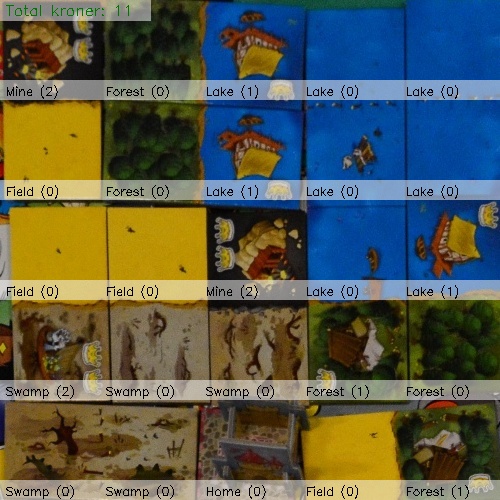 Total kroner: 11
Mine (2)
Forest (0)
Lake (1)
Lake (0)
Lake (0)
Field (0)
Forest (0)
Lake (1)
Lake (0)
Lake (0)
Field (0)
Field (0)
Mine (2)
Lake (0)
Lake (1)
Swamp (2)
Swamp (0)
Swamp (0)
Forest (1)
Forest (0)
Swamp (0)
Swamp (0)
Home (0)
Field (0)
Forest (1)